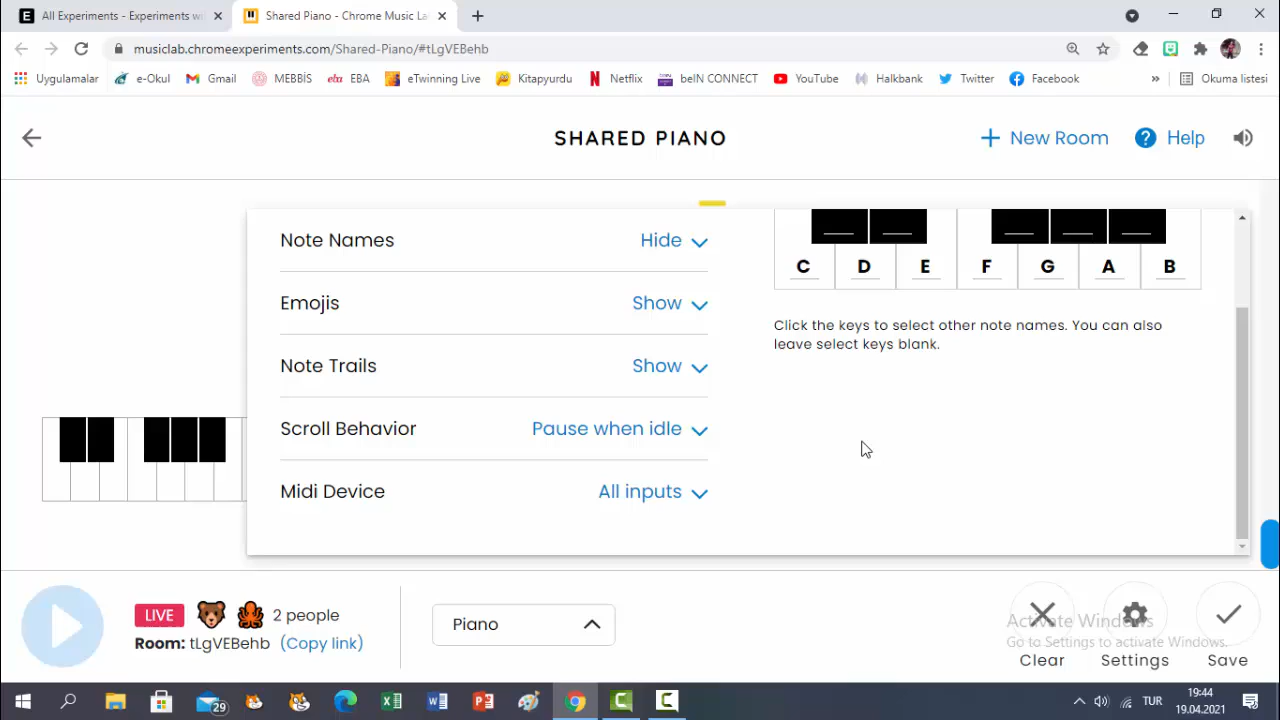 All Experiments - Experiments wi
Shared Piano - Chrome Music La
musiclab.chromeexperiments.com/Shared-Piano/#tLgVEBehb
Uygulamalar
e-Okul
Gmail
MEBBİS
eba EBA
eTwinning Live
Kitapyurdu
Netflix
beIN CONNECT
YouTube
Halkbank
Twitter
Facebook
»
Okuma listesi
SHARED PIANO
New Room
Help
Note Names Hide
Emojis Show
Note Trails Show
Scroll Behavior Pause when idle
Midi Device All inputs
C D E F G A B
Click the keys to select other note names. You can also
leave select keys blank.
LIVE 2 people
Room: tLgVEBehb (Copy link)
Piano
Activate Windows
Go to Settings to activate Windows.
Clear Settings Save
29
TUR
19:44
19.04.2021